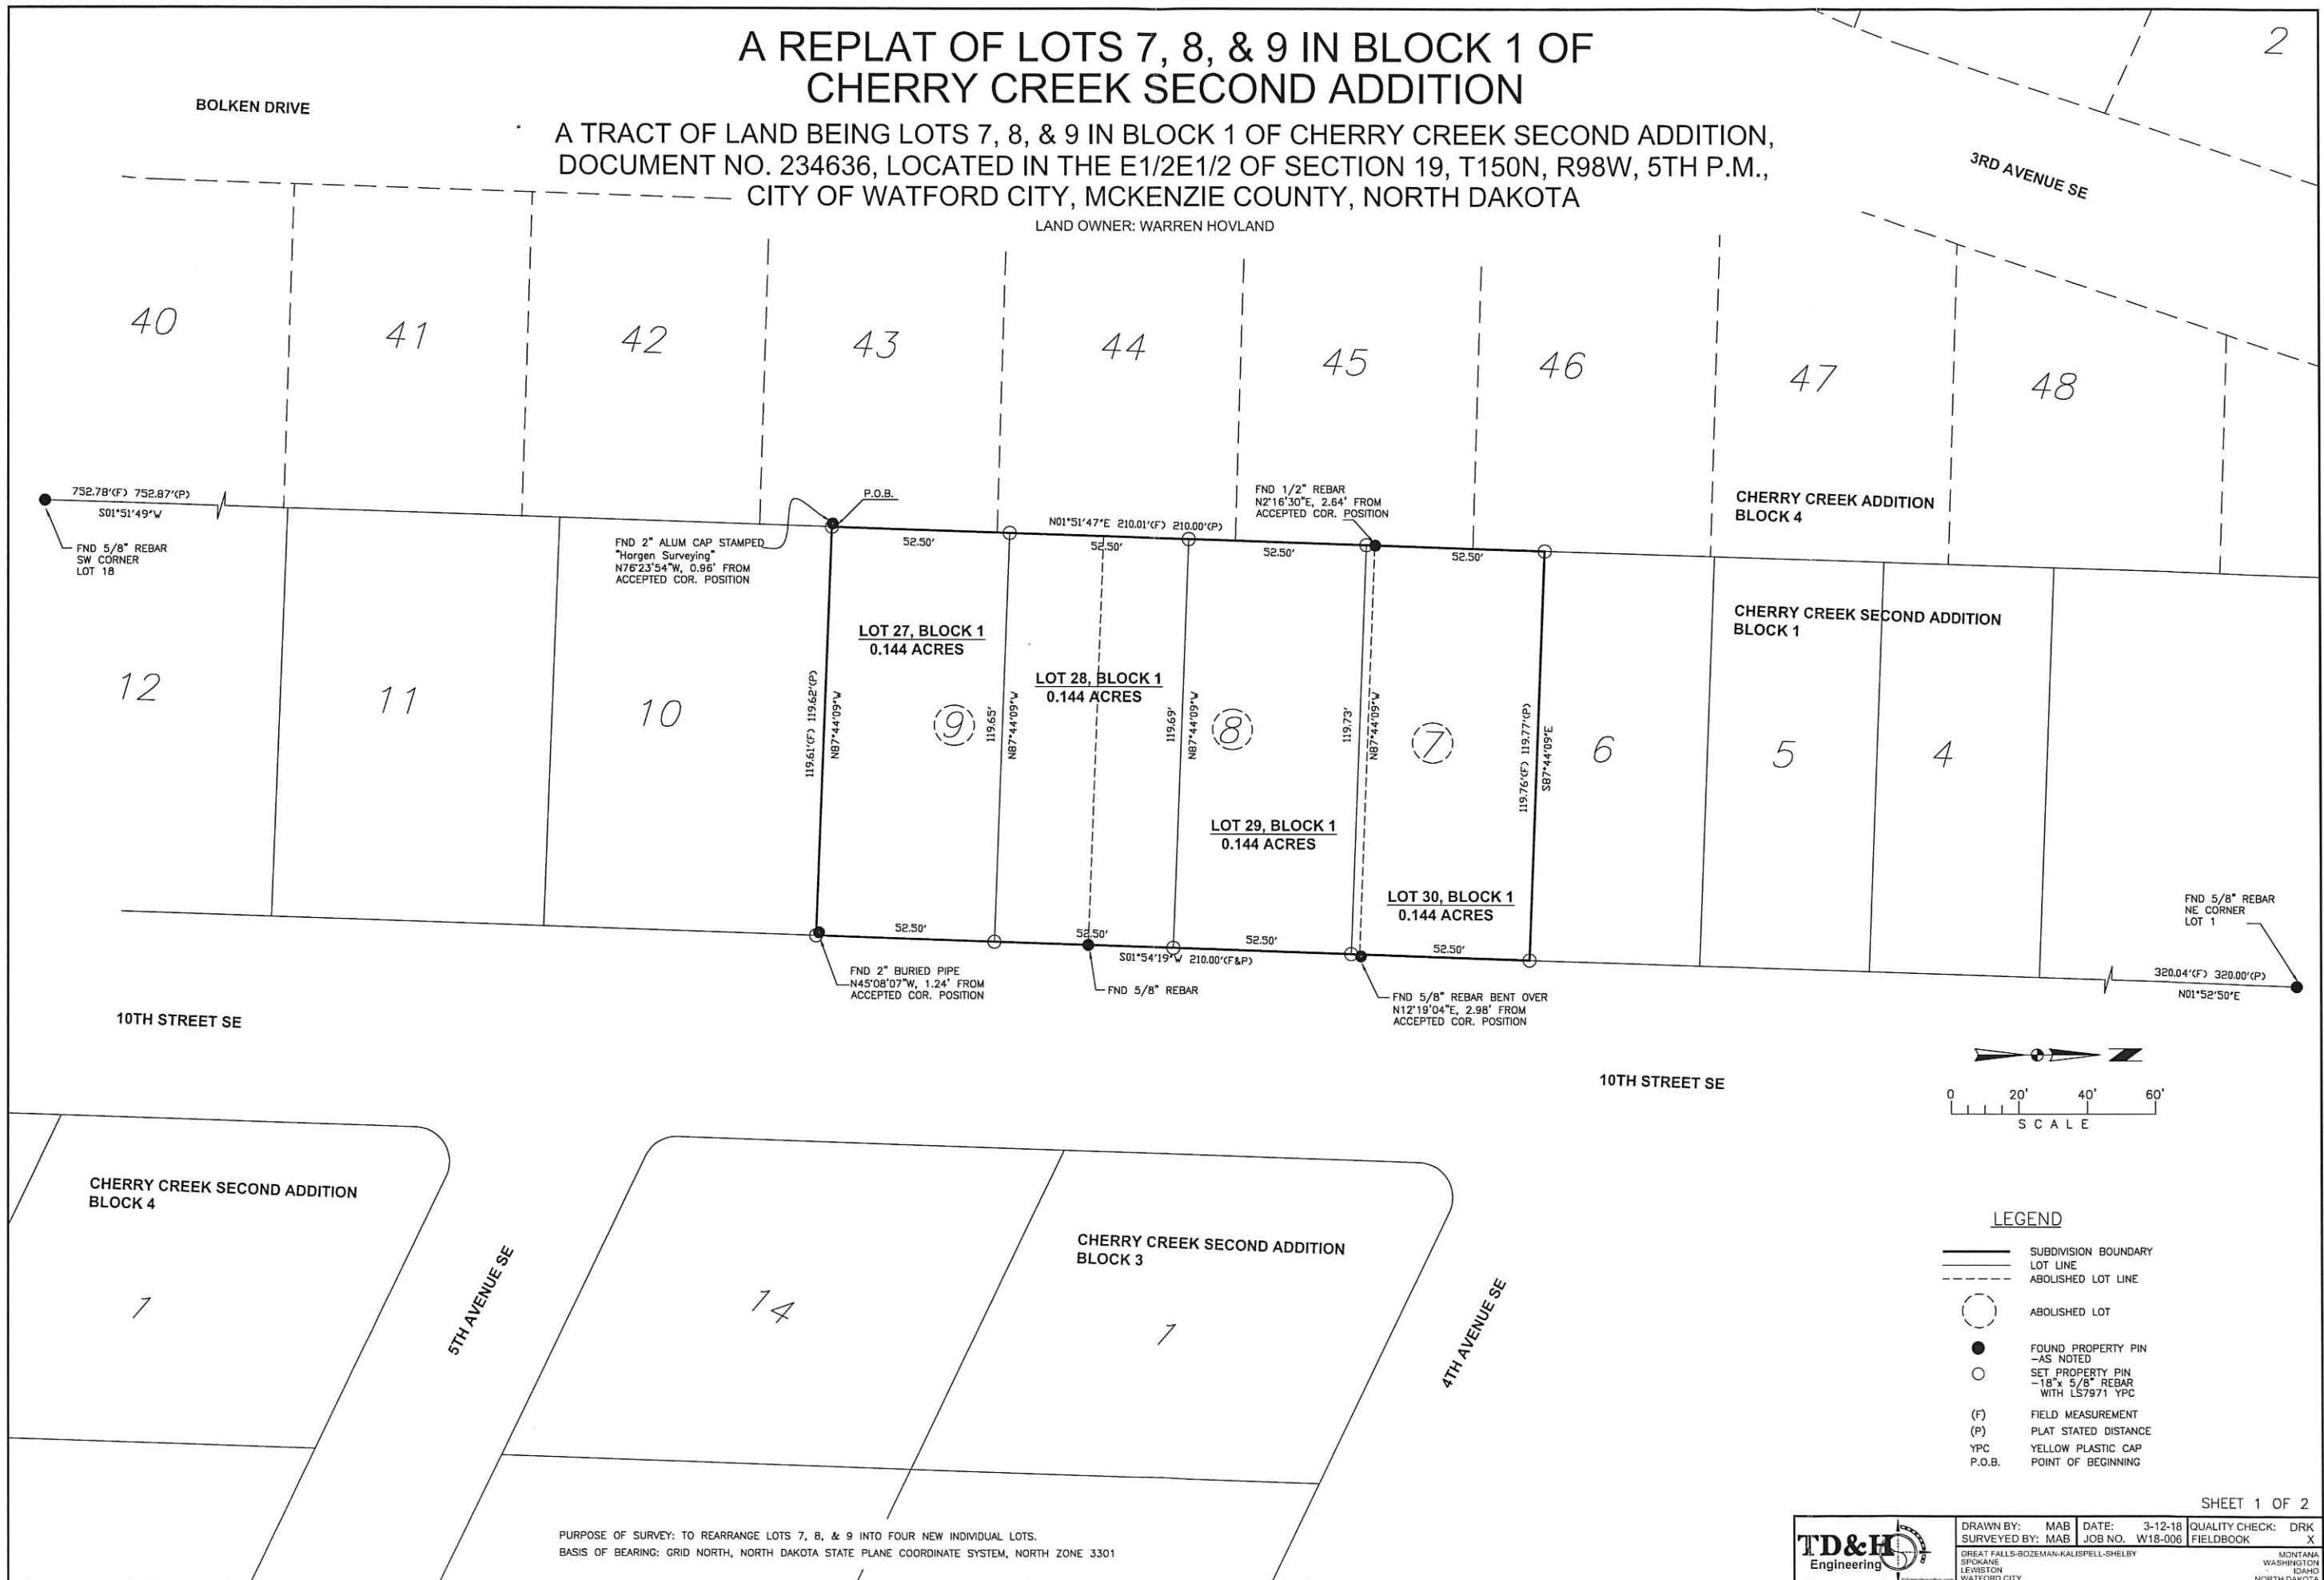 A REPLAT OF LOTS 7, 8, & 9 IN BLOCK 1 OF
CHERRY CREEK SECOND ADDITION
A TRACT OF LAND BEING LOTS 7, 8, & 9 IN BLOCK 1 OF CHERRY CREEK SECOND ADDITION,
DOCUMENT NO. 234636, LOCATED IN THE E1/2E1/2 OF SECTION 19, T150N, R98W, 5TH P.M.,
CITY OF WATFORD CITY, MCKENZIE COUNTY, NORTH DAKOTA
LAND OWNER: WARREN HOVLAND
BOLKEN DRIVE
2
3RD AVENUE SE
40
41
42
43
44
45
46
47
48
752.78'(F) 752.87'(P)
S01°51'49"W
FND 5/8" REBAR
SW CORNER
LOT 18
P.O.B.
FND 2" ALUM CAP STAMPED
"Horgen Surveying"
N76°23'54"W, 0.96' FROM
ACCEPTED COR. POSITION
N01°51'47"E 210.01'(F) 210.00'(P)
52.50'
52.50'
52.50'
52.50'
FND 1/2" REBAR
N2°16'30"E, 2.64' FROM
ACCEPTED COR. POSITION
CHERRY CREEK ADDITION
BLOCK 4
CHERRY CREEK SECOND ADDITION
BLOCK 1
12
11
10
119.61'(F) 119.62'(P)
N87°44'09"W
LOT 27, BLOCK 1
0.144 ACRES
9
119.65'
N87°44'09"W
LOT 28, BLOCK 1
0.144 ACRES
119.69'
N87°44'09"W
8
LOT 29, BLOCK 1
0.144 ACRES
119.73'
N87°44'09"W
7
LOT 30, BLOCK 1
0.144 ACRES
119.76'(F) 119.77'(P)
S87°44'09"E
6
5
4
52.50'
52.50'
52.50'
52.50'
S01°54'19"W 210.00'(F&P)
FND 2" BURIED PIPE
N45°08'07"W, 1.24' FROM
ACCEPTED COR. POSITION
FND 5/8" REBAR
FND 5/8" REBAR BENT OVER
N12°19'04"E, 2.98' FROM
ACCEPTED COR. POSITION
FND 5/8" REBAR
NE CORNER
LOT 1
320.04'(F) 320.00'(P)
N01°52'50"E
10TH STREET SE
10TH STREET SE
Z
0 20' 40' 60'
SCALE
CHERRY CREEK SECOND ADDITION
BLOCK 4
1
5TH AVENUE SE
14
CHERRY CREEK SECOND ADDITION
BLOCK 3
1
4TH AVENUE SE
LEGEND
SUBDIVISION BOUNDARY
LOT LINE
ABOLISHED LOT LINE
ABOLISHED LOT
FOUND PROPERTY PIN
-AS NOTED
SET PROPERTY PIN
-18"x 5/8" REBAR
WITH LS7971 YPC
(F) FIELD MEASUREMENT
(P) PLAT STATED DISTANCE
YPC YELLOW PLASTIC CAP
P.O.B. POINT OF BEGINNING
PURPOSE OF SURVEY: TO REARRANGE LOTS 7, 8, & 9 INTO FOUR NEW INDIVIDUAL LOTS.
BASIS OF BEARING: GRID NORTH, NORTH DAKOTA STATE PLANE COORDINATE SYSTEM, NORTH ZONE 3301
SHEET 1 OF 2
TD&H
Engineering
DRAWN BY: MAB DATE: 3-12-18 QUALITY CHECK: DRK
SURVEYED BY: MAB JOB NO. W18-006 FIELDBOOK X
GREAT FALLS-BOZEMAN-KALISPELL-SHELBY MONTANA
SPOKANE WASHINGTON
LEWISTON IDAHO
WATFORD CITY NORTH DAKOTA